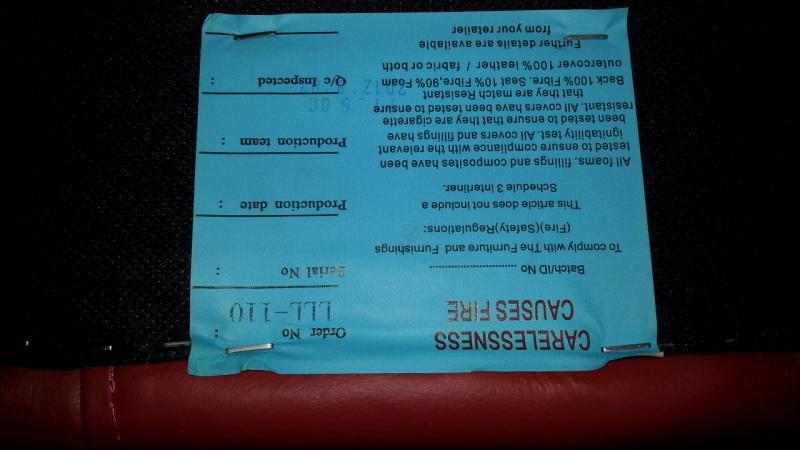 CARELESSNESS
CAUSES FIRE
Batch/ID No ............................
To comply with The Furniture and Furnishings
(Fire)(Safety)(Regulations:
This article does not include a
Schedule 3 interliner.
All foams. fillings and composites have been
tested to ensure compliance with the relevant
ignitability test. All covers and fillings have
been tested to ensure that they are cigarette
resistant. All covers have been tested to ensure
that they are match Resistant
Back 100% Fibre. Seat 10% Fibre,90% Foam
outercover 100% leather / fabric or both
Further details are available
from your retailer
Order No :
LLL-110
Serial No :
Production date :
Production team :
Q/c Inspected :